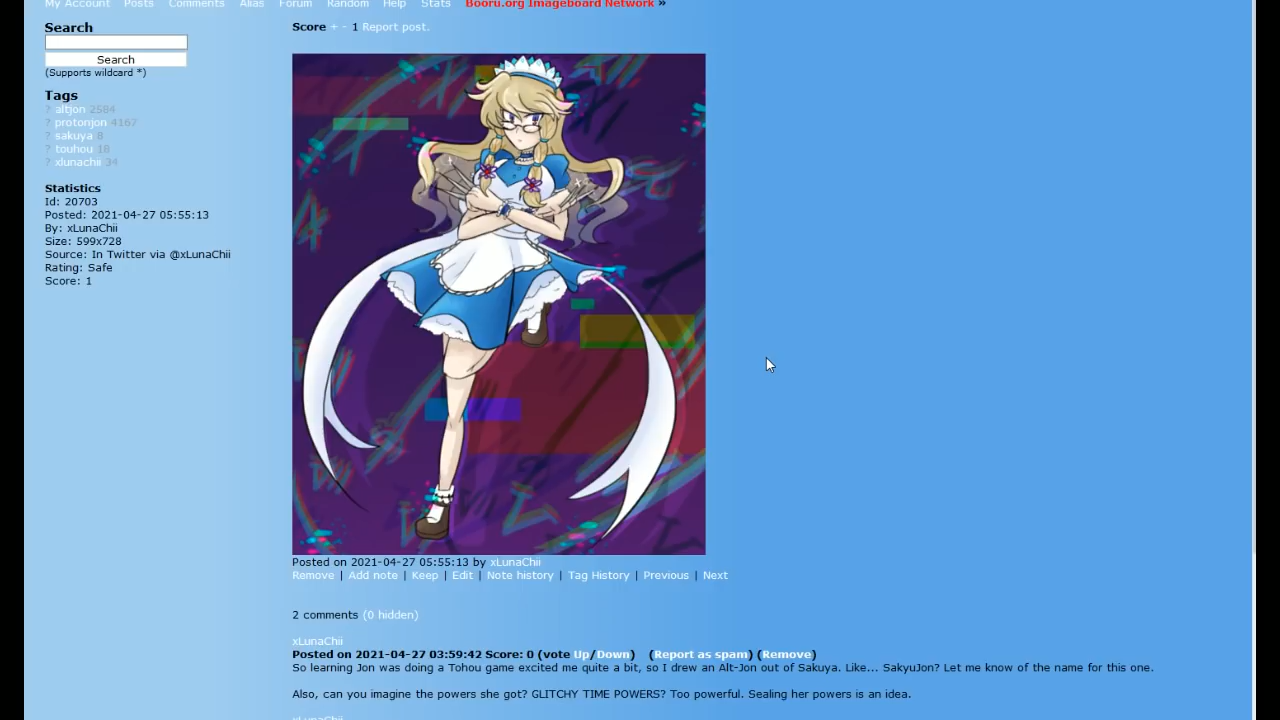 My Account Posts Comments Alias Forum Random Help Stats Booru.org Imageboard Network »
Search
Search
(Supports wildcard *)
Tags
? altjon 2584
? protonjon 4167
? sakuya 8
? touhou 18
? xlunachii 34
Statistics
Id: 20703
Posted: 2021-04-27 05:55:13
By: xLunaChii
Size: 599x728
Source: In Twitter via @xLunaChii
Rating: Safe
Score: 1
Score + - 1 Report post.
Posted on 2021-04-27 05:55:13 by xLunaChii
Remove | Add note | Keep | Edit | Note history | Tag History | Previous | Next
2 comments (0 hidden)
xLunaChii
Posted on 2021-04-27 03:59:42 Score: 0 (vote Up/Down) (Report as spam) (Remove)
So learning Jon was doing a Tohou game excited me quite a bit, so I drew an Alt-Jon out of Sakuya. Like... SakyuJon? Let me know of the name for this one.
Also, can you imagine the powers she got? GLITCHY TIME POWERS? Too powerful. Sealing her powers is an idea.
xLunaChii